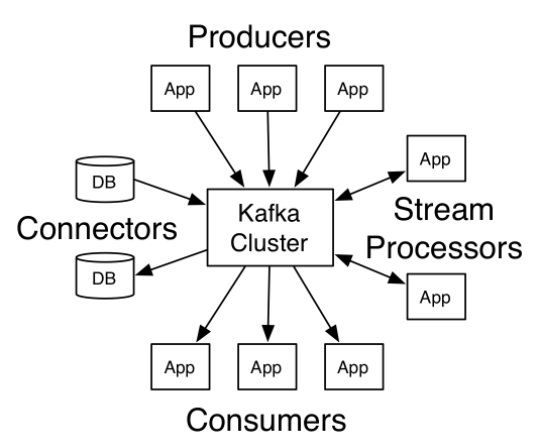 Producers
App
App
App
DB
App
Kafka
Cluster
Connectors
Stream
Processors
DB
App
App
App
App
Consumers